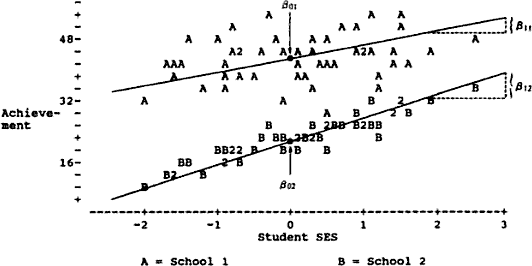 β01
48
β11
Achieve-
ment
32
β12
16
β02
-2 -1 0 1 2 3
Student SES
A = School 1 B = School 2